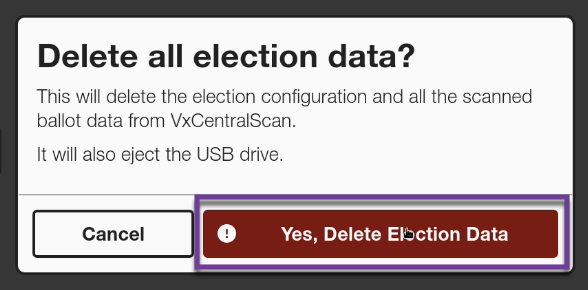 Delete all election data?
This will delete the election configuration and all the scanned
ballot data from VxCentralScan.
It will also eject the USB drive.
Cancel
! Yes, Delete Election Data